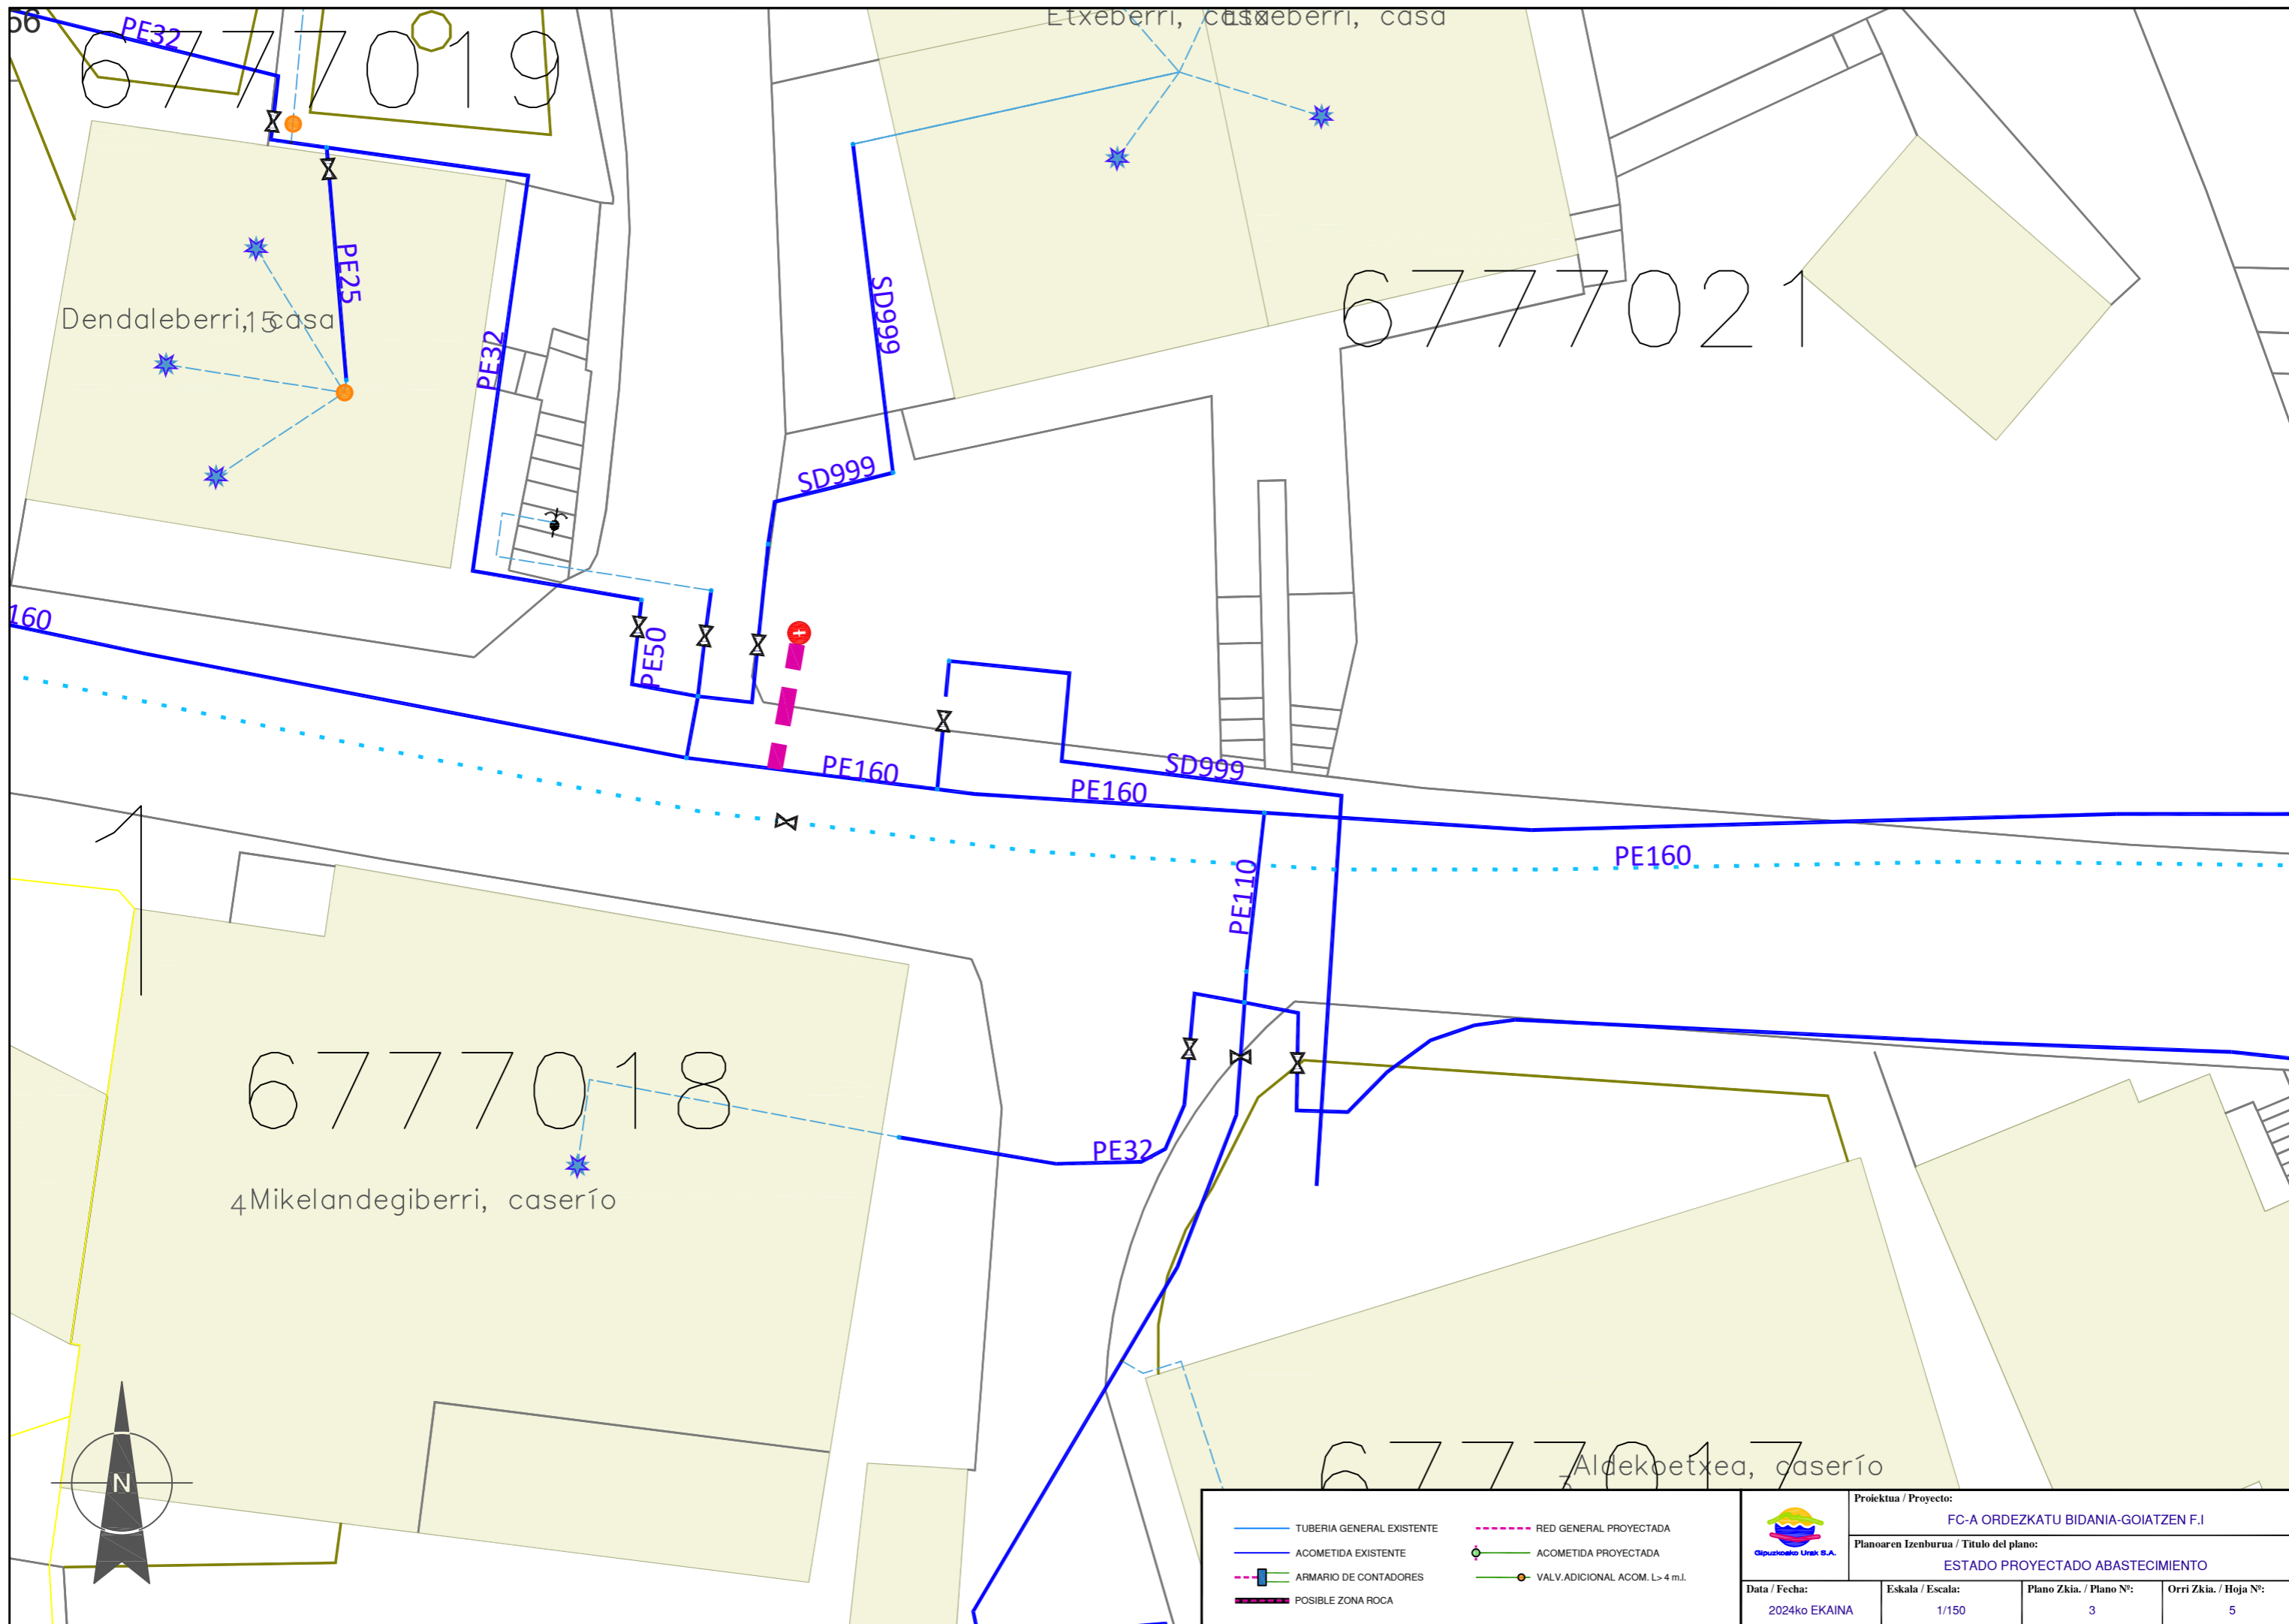 56
PE32
6777019
Etxeberri, casa
Etxeberri, casa
PE25
SD999
6777021
Dendaleberri, casa
15
PE32
SD999
160
PE50
PE160
SD999
PE160
PE160
1
PE110
6777018
PE32
4Mikelandegiberri, caserío
6777017
Aldekoetxea, caserío
N
TUBERIA GENERAL EXISTENTE
RED GENERAL PROYECTADA
ACOMETIDA EXISTENTE
ACOMETIDA PROYECTADA
ARMARIO DE CONTADORES
VALV.ADICIONAL ACOM. L> 4 m.l.
POSIBLE ZONA ROCA
Gipuzkoako Urak S.A.
Proiektua / Proyecto:
FC-A ORDEZKATU BIDANIA-GOIATZEN F.I
Planoaren Izenburua / Titulo del plano:
ESTADO PROYECTADO ABASTECIMIENTO
Data / Fecha:
2024ko EKAINA
Eskala / Escala:
1/150
Plano Zkia. / Plano Nº:
3
Orri Zkia. / Hoja Nº:
5